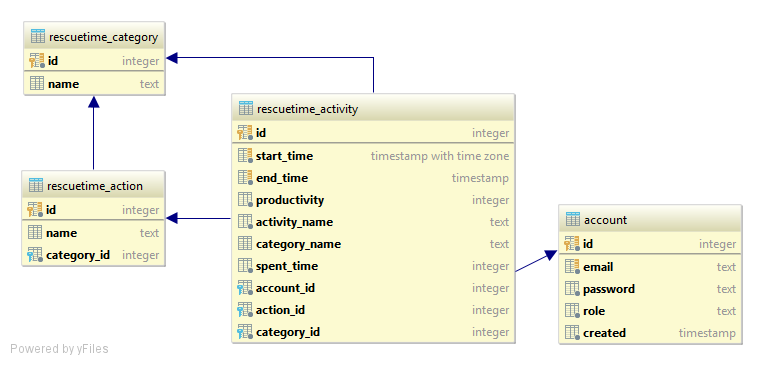 rescuetime_category
id integer
name text
rescuetime_action
id integer
name text
category_id integer
rescuetime_activity
id integer
start_time timestamp with time zone
end_time timestamp
productivity integer
activity_name text
category_name text
spent_time integer
account_id integer
action_id integer
category_id integer
account
id integer
email text
password text
role text
created timestamp
Powered by yFiles